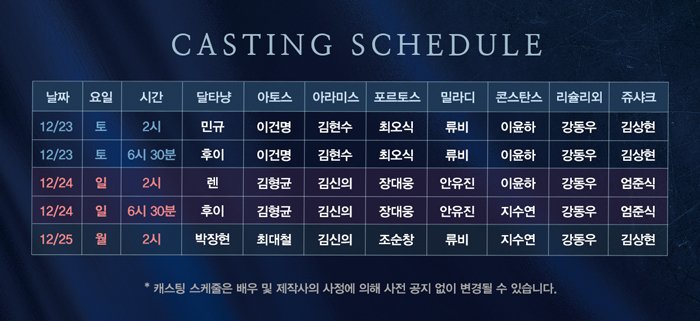 CASTING SCHEDULE
날짜 요일 시간 달타냥 아토스 아라미스 포르토스 밀라디 콘스탄스 리슐리외 쥬샤크
12/23 토 2시 민규 이건명 김현수 최오식 류비 이윤하 강동우 김상현
12/23 토 6시 30분 후이 이건명 김현수 최오식 류비 이윤하 강동우 김상현
12/24 일 2시 렌 김형균 김신의 장대웅 안유진 이윤하 강동우 엄준식
12/24 일 6시 30분 후이 김형균 김신의 장대웅 안유진 지수연 강동우 엄준식
12/25 월 2시 박장현 최대철 김신의 조순창 류비 지수연 강동우 김상현
* 캐스팅 스케줄은 배우 및 제작사의 사정에 의해 사전 공지 없이 변경될 수 있습니다.